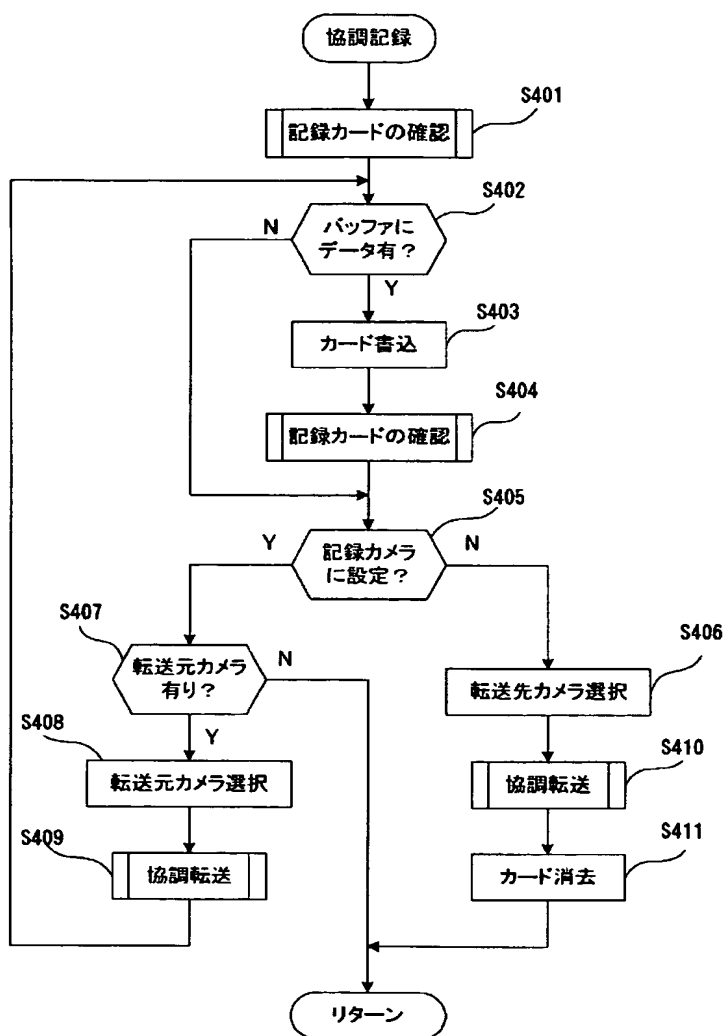 協調記録
S401
記録カードの確認
S402
N
バッファに
データ有？
Y
S403
カード書込
S404
記録カードの確認
S405
Y
記録カメラ
に設定？
N
S407
転送元カメラ
有り？
N
S406
転送先カメラ選択
Y
S408
転送元カメラ選択
S410
協調転送
S409
協調転送
S411
カード消去
リターン